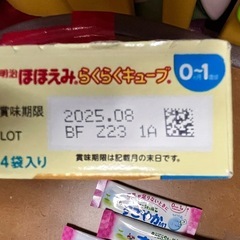 明治ほほえみ らくらくキューブ 0~1歳
賞味期限 2025.08
LOT BF Z23 1A
4袋入り 賞味期限は記載月の末日です。